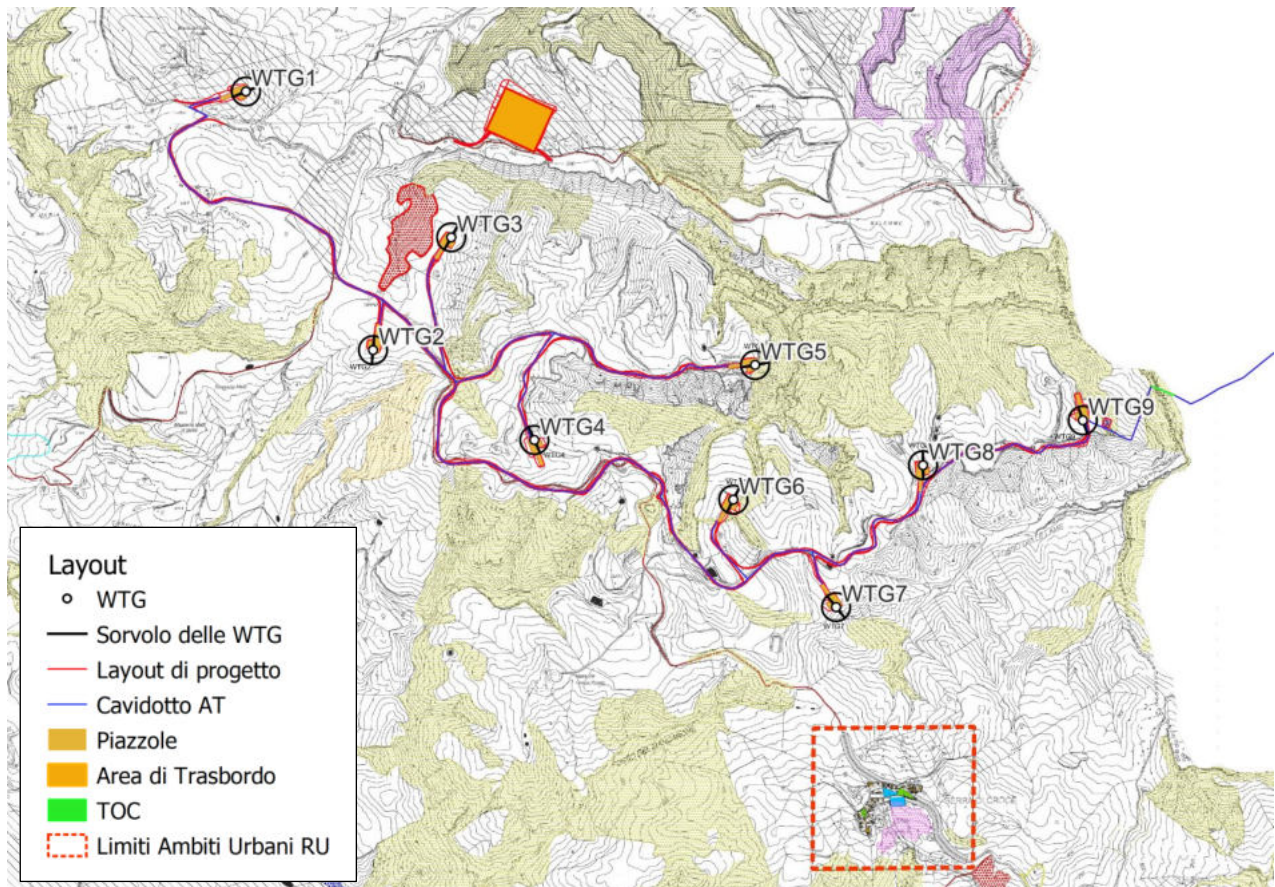 WTG1
WTG3
WTG2
WTG5
WTG4
WTG9
WTG8
WTG6
WTG7
Layout
WTG
Sorvolo delle WTG
Layout di progetto
Cavidotto AT
Piazzole
Area di Trasbordo
TOC
Limiti Ambiti Urbani RU